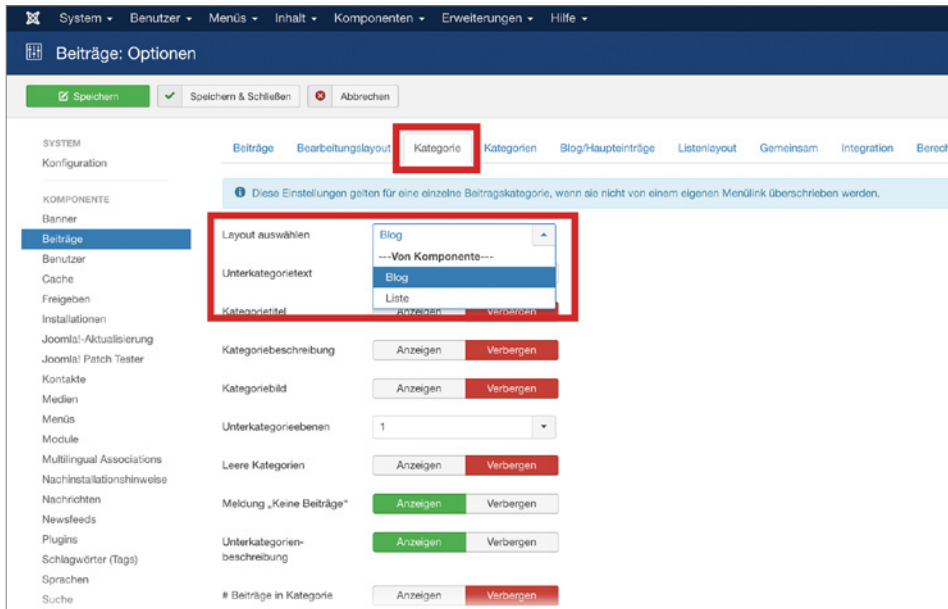 System Benutzer Menüs Inhalt Komponenten Erweiterungen Hilfe
Beiträge: Optionen
Speichern Speichern & Schließen Abbrechen
SYSTEM
Konfiguration
KOMPONENTE
Banner
Beiträge
Benutzer
Cache
Freigeben
Installationen
Joomla!-Aktualisierung
Joomla! Patch Tester
Kontakte
Medien
Menüs
Module
Multilingual Associations
Nachinstallationshinweise
Nachrichten
Newsfeeds
Plugins
Schlagwörter (Tags)
Sprachen
Suche
Beiträge Bearbeitungslayout Kategorie Kategorien Blog/Haupteinträge Listenlayout Gemeinsam Integration Berech
Diese Einstellungen gelten für eine einzelne Beitragskategorie, wenn sie nicht von einem eigenen Menülink überschrieben werden.
Layout auswählen Blog
---Von Komponente---
Blog
Liste
Unterkategorietext
Kategorietitel Anzeigen Verbergen
Kategoriebeschreibung Anzeigen Verbergen
Kategoriebild Anzeigen Verbergen
Unterkategorieebenen 1
Leere Kategorien Anzeigen Verbergen
Meldung „Keine Beiträge“ Anzeigen Verbergen
Unterkategorien-
beschreibung Anzeigen Verbergen
# Beiträge in Kategorie Anzeigen Verbergen